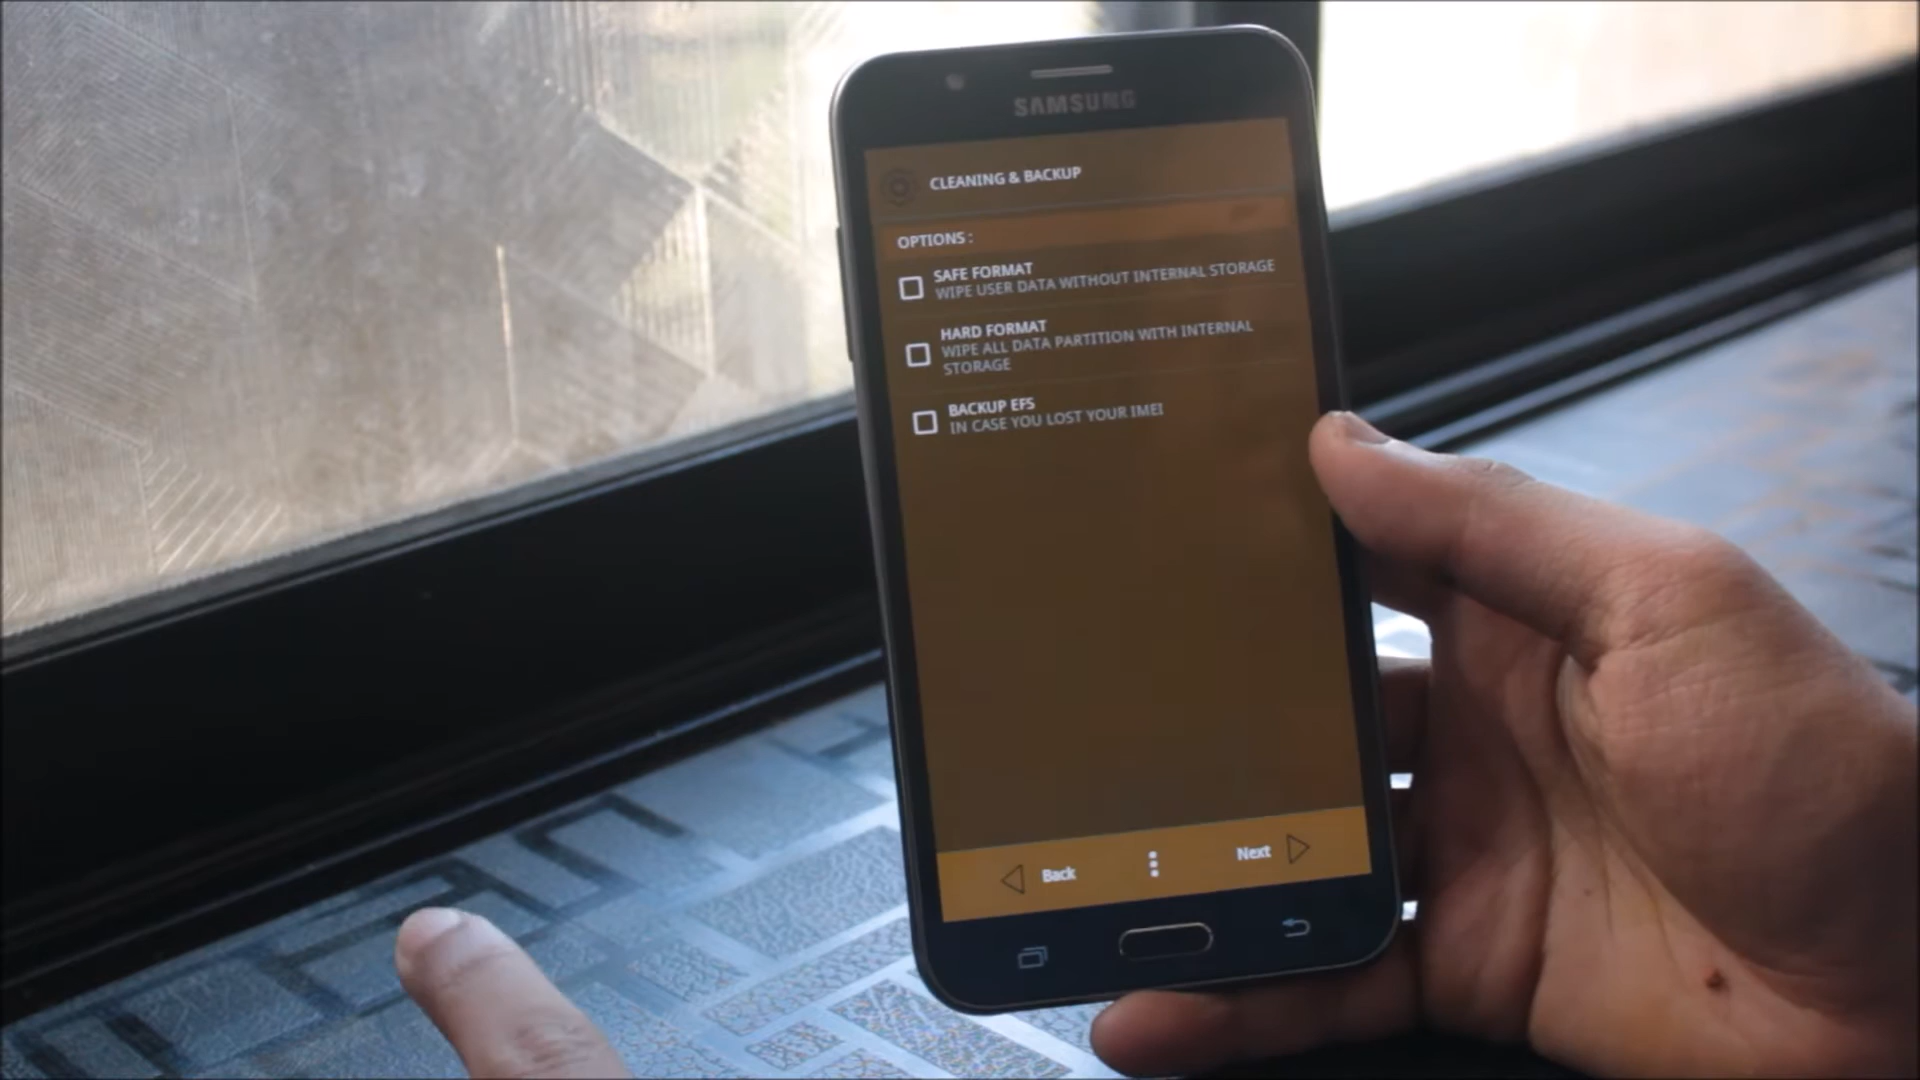 SAMSUNG
CLEANING & BACKUP
OPTIONS :
SAFE FORMAT
WIPE USER DATA WITHOUT INTERNAL STORAGE
HARD FORMAT
WIPE ALL DATA PARTITION WITH INTERNAL
STORAGE
BACKUP EFS
IN CASE YOU LOST YOUR IMEI
Back
Next